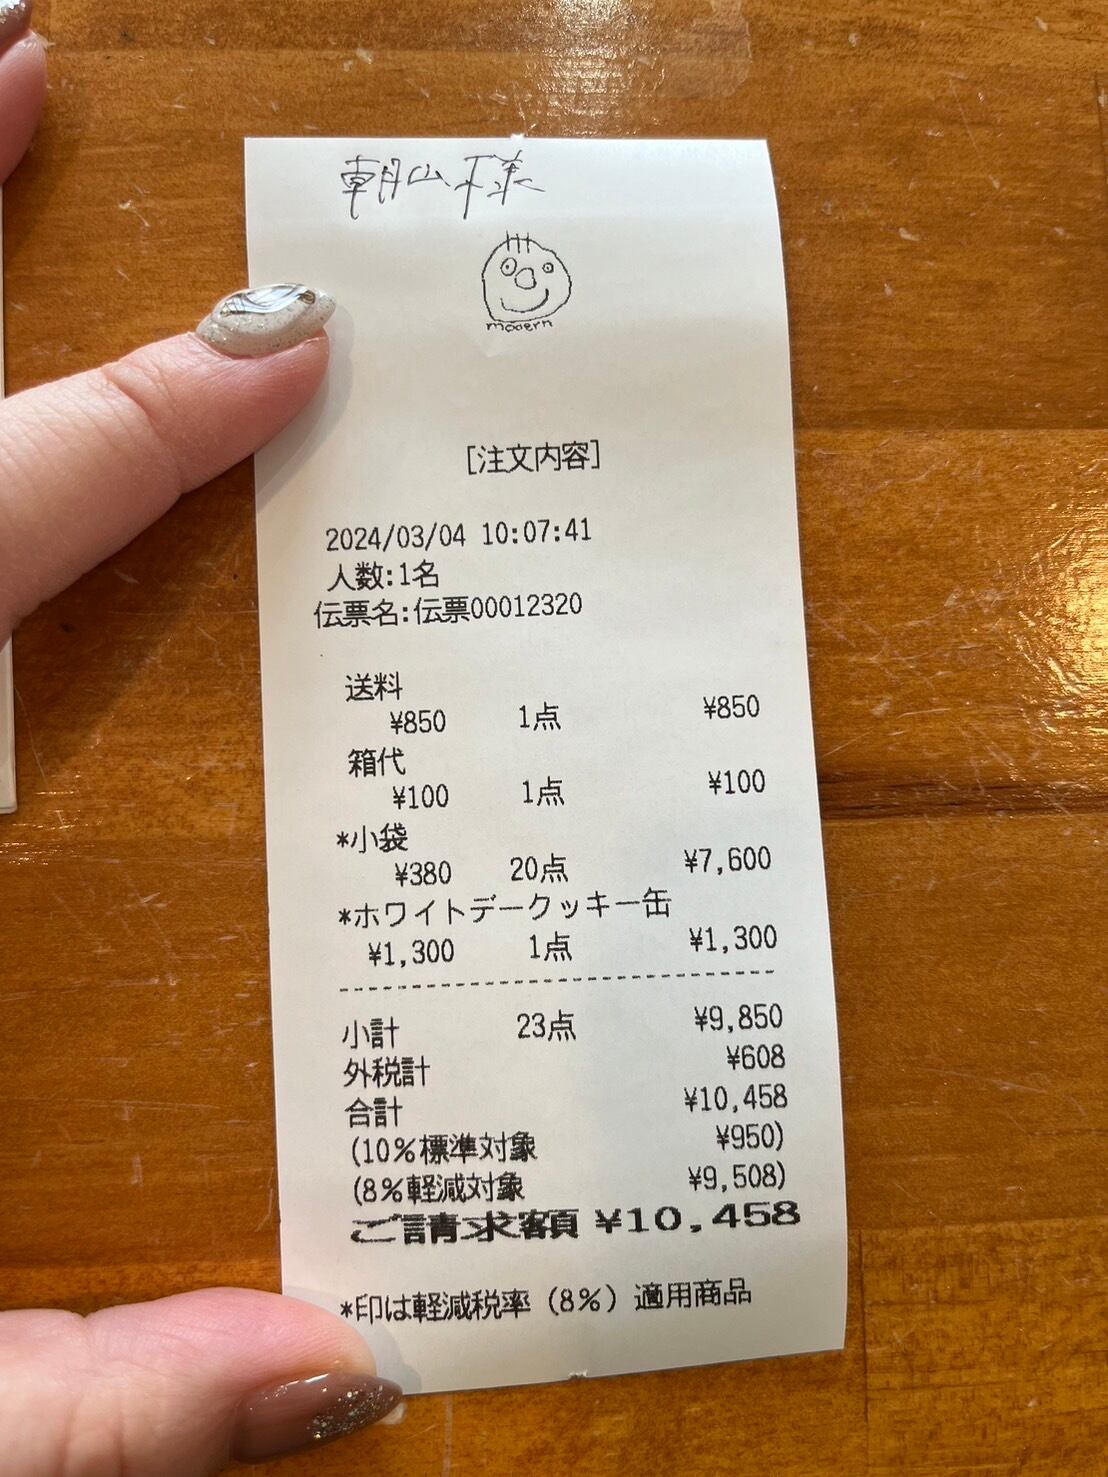 朝山様
modern
[注文内容]
2024/03/04 10:07:41
人数:1名
伝票名:伝票00012320
送料
¥850 1点 ¥850
箱代
¥100 1点 ¥100
*小袋
¥380 20点 ¥7,600
*ホワイトデークッキー缶
¥1,300 1点 ¥1,300
小計 23点 ¥9,850
外税計 ¥608
合計 ¥10,458
(10%標準対象 ¥950)
(8%軽減対象 ¥9,508)
ご請求額 ¥10,458
*印は軽減税率(8%)適用商品